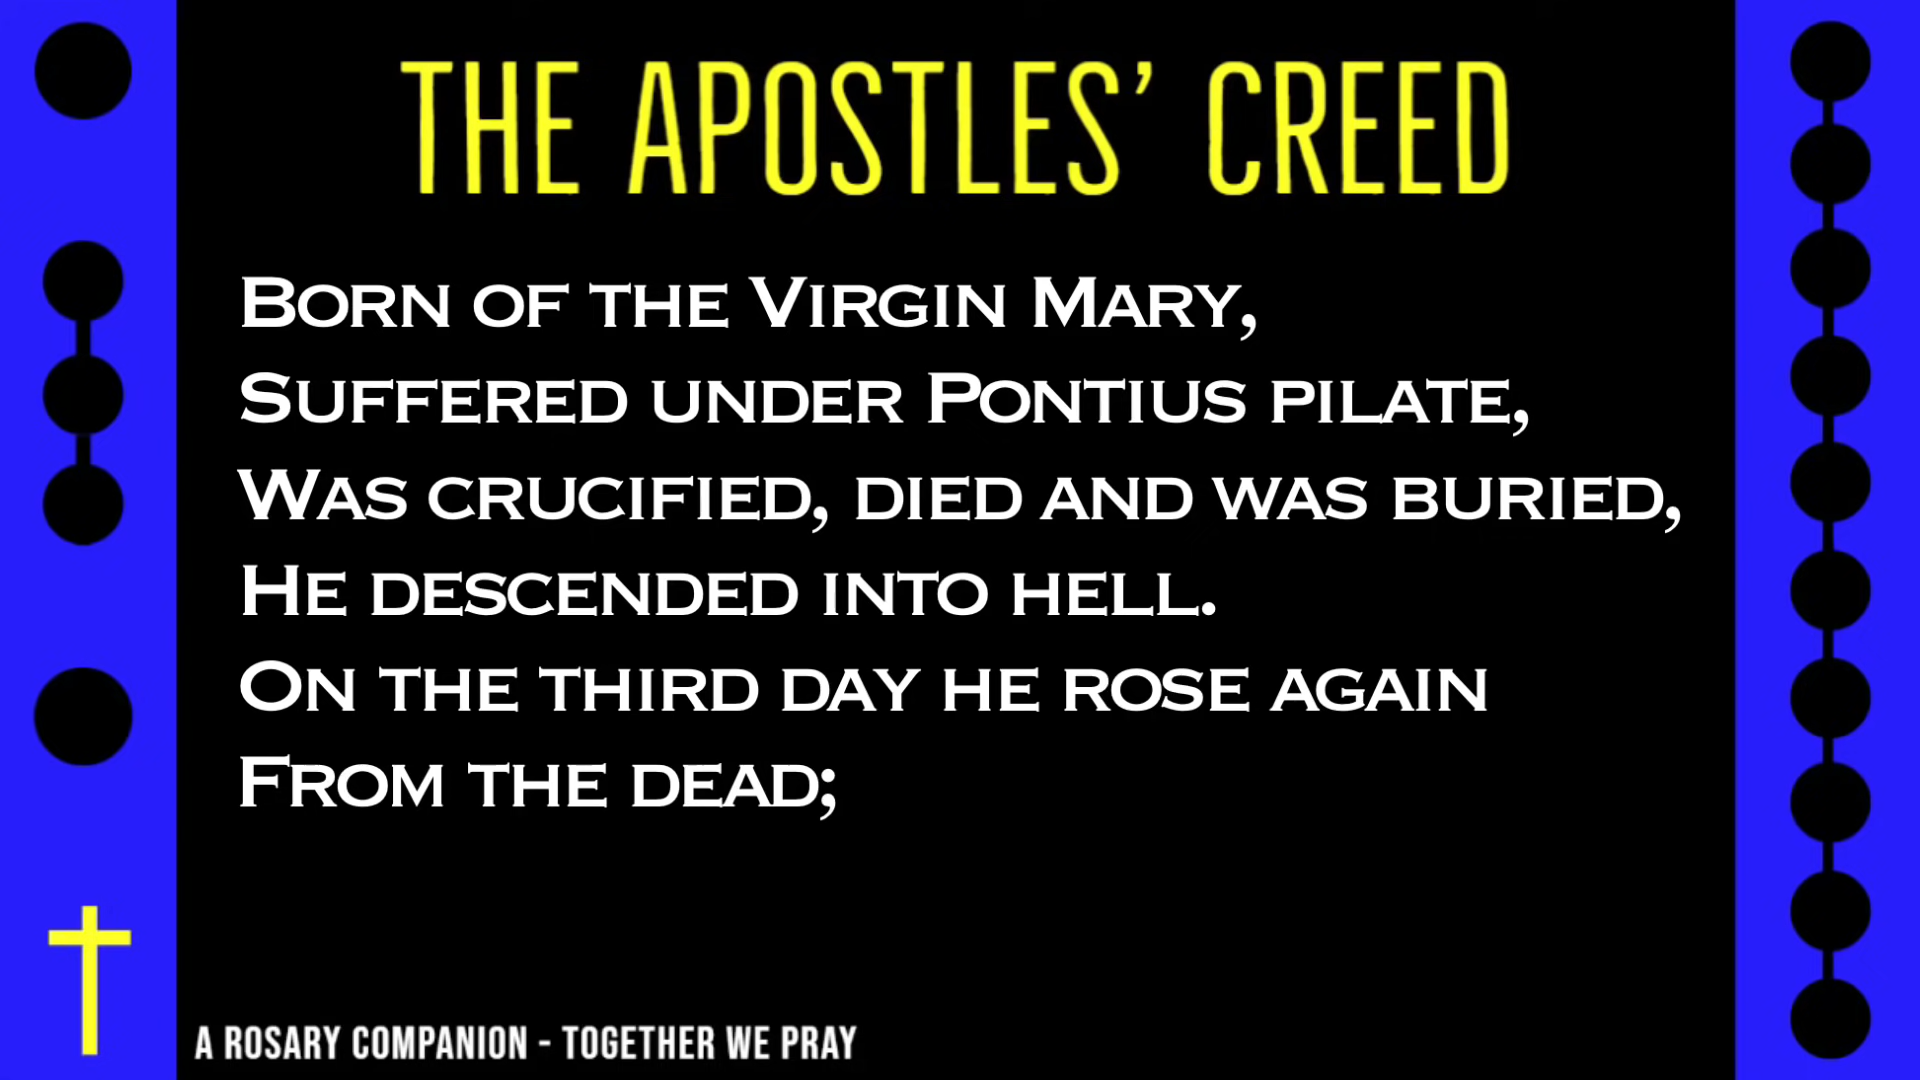 THE APOSTLES’ CREED
Born of the Virgin Mary,
Suffered under Pontius pilate,
Was crucified, died and was buried,
He descended into hell.
On the third day he rose again
From the dead;
A ROSARY COMPANION - TOGETHER WE PRAY